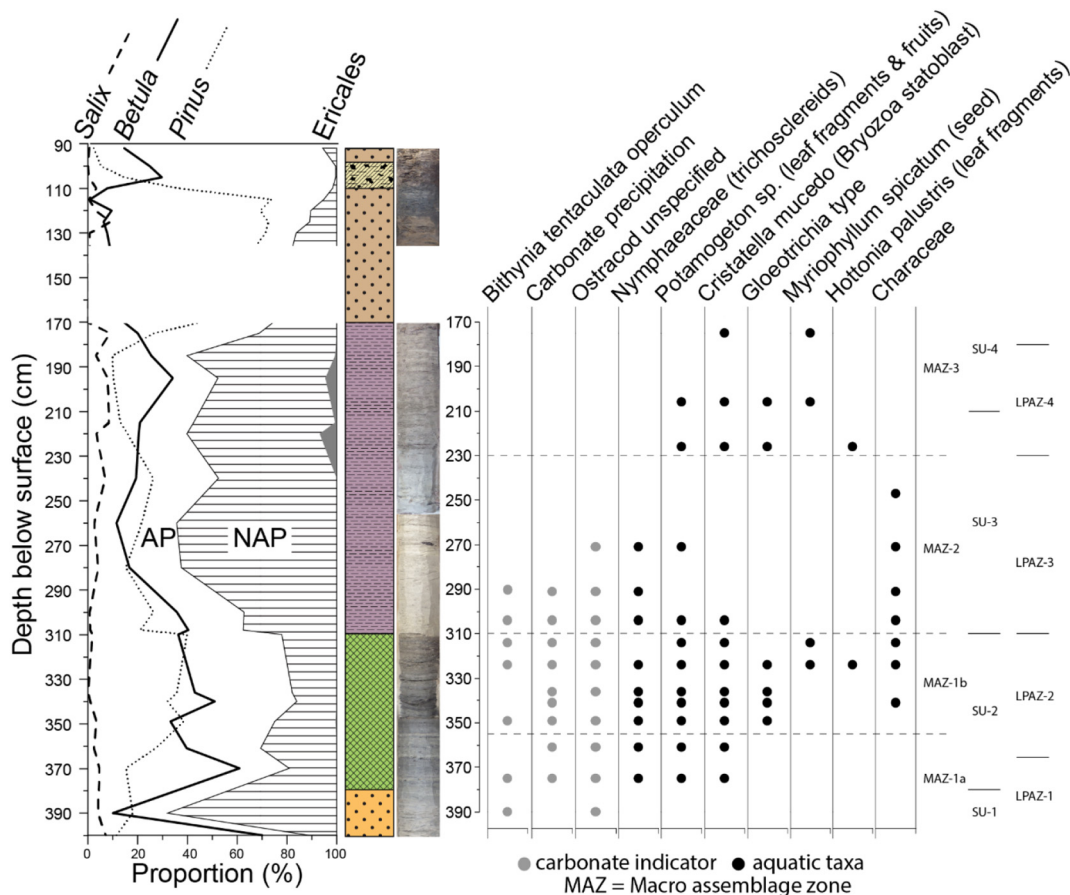 Salix
Betula
Pinus
Ericales
90
110
130
150
170
190
210
230
250
270
290
310
330
350
370
390
Depth below surface (cm)
AP
NAP
0
20
40
60
80
100
Proportion (%)
Bithynia tentaculata operculum
Carbonate precipitation
Ostracod unspecified
Nymphaeaceae (trichosclereids)
Potamogeton sp. (leaf fragments & fruits)
Cristatella mucedo (Bryozoa statoblast)
Gloeotrichia type
Myriophyllum spicatum (seed)
Hottonia palustris (leaf fragments)
Characeae
170
190
210
230
270
290
310
330
350
370
390
MAZ-3
MAZ-2
MAZ-1b
MAZ-1a
SU-4
SU-3
SU-2
SU-1
LPAZ-4
LPAZ-3
LPAZ-2
LPAZ-1
carbonate indicator aquatic taxa
MAZ = Macro assemblage zone